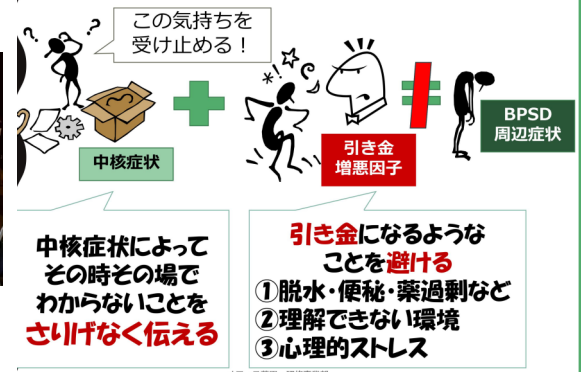 この気持ちを
受け止める！
中核症状
引き金
増悪因子
BPSD
周辺症状
中核症状によって
その時その場で
わからないことを
さりげなく伝える
引き金になるような
ことを避ける
①脱水・便秘・薬過剰など
②理解できない環境
③心理的ストレス